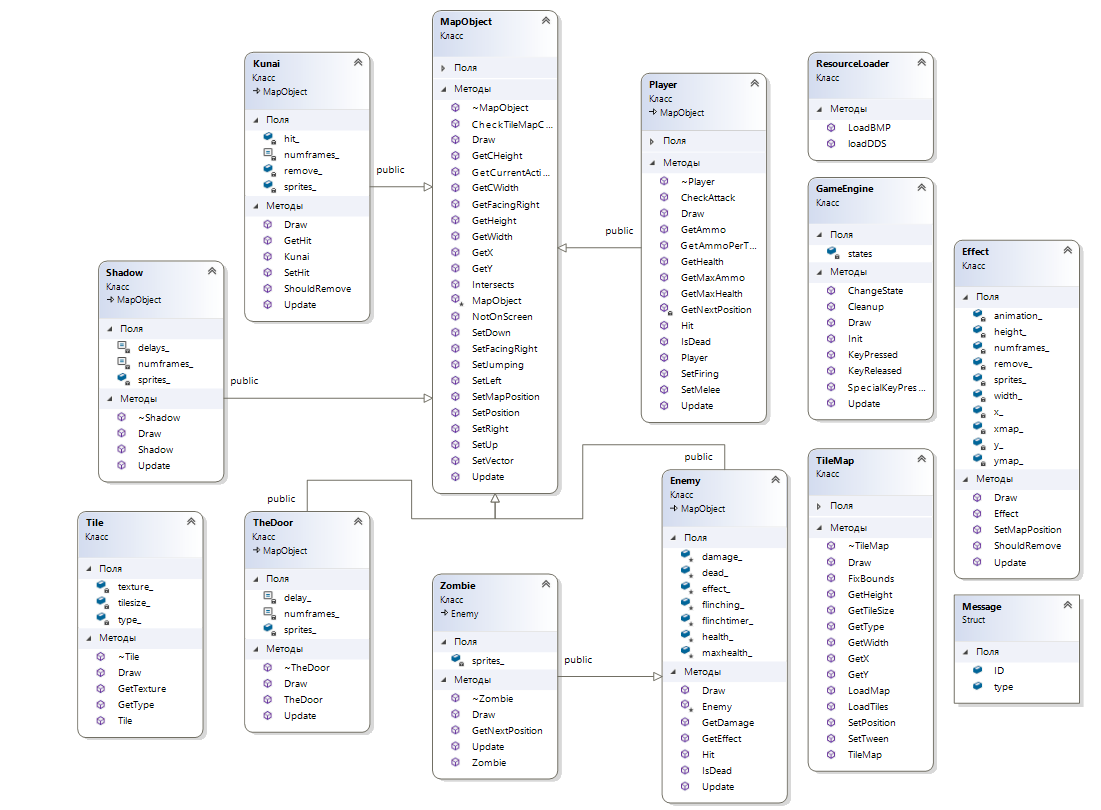 MapObject
Класс
Поля
Методы
~MapObject
CheckTileMapC...
Draw
GetCHeight
GetCurrentActi...
GetCWidth
GetFacingRight
GetHeight
GetWidth
GetX
GetY
Intersects
MapObject
NotOnScreen
SetDown
SetFacingRight
SetJumping
SetLeft
SetMapPosition
SetPosition
SetRight
SetUp
SetVector
Update
Kunai
Класс
MapObject
Поля
hit_
numframes_
remove_
sprites_
Методы
Draw
GetHit
Kunai
SetHit
ShouldRemove
Update
public
Player
Класс
MapObject
Поля
Методы
~Player
CheckAttack
Draw
GetAmmo
GetAmmoPerT...
GetHealth
GetMaxAmmo
GetMaxHealth
GetNextPosition
Hit
IsDead
Player
SetFiring
SetMelee
Update
public
ResourceLoader
Класс
Методы
LoadBMP
loadDDS
GameEngine
Класс
Поля
states
Методы
ChangeState
Cleanup
Draw
Init
KeyPressed
KeyReleased
SpecialKeyPres...
Update
Effect
Класс
Поля
animation_
height_
numframes_
remove_
sprites_
width_
x_
xmap_
y_
ymap_
Методы
Draw
Effect
SetMapPosition
ShouldRemove
Update
Shadow
Класс
MapObject
Поля
delays_
numframes_
sprites_
Методы
~Shadow
Draw
Shadow
Update
public
Tile
Класс
Поля
texture_
tilesize_
type_
Методы
~Tile
Draw
GetTexture
GetType
Tile
public
TheDoor
Класс
MapObject
Поля
delay_
numframes_
sprites_
Методы
~TheDoor
Draw
TheDoor
Update
Zombie
Класс
Enemy
Поля
sprites_
Методы
~Zombie
Draw
GetNextPosition
Update
Zombie
public
public
Enemy
Класс
MapObject
Поля
damage_
dead_
effect_
flinching_
flinchtimer_
health_
maxhealth_
Методы
Draw
Enemy
GetDamage
GetEffect
Hit
IsDead
Update
TileMap
Класс
Поля
Методы
~TileMap
Draw
FixBounds
GetHeight
GetTileSize
GetType
GetWidth
GetX
GetY
LoadMap
LoadTiles
SetPosition
SetTween
TileMap
Message
Struct
Поля
ID
type